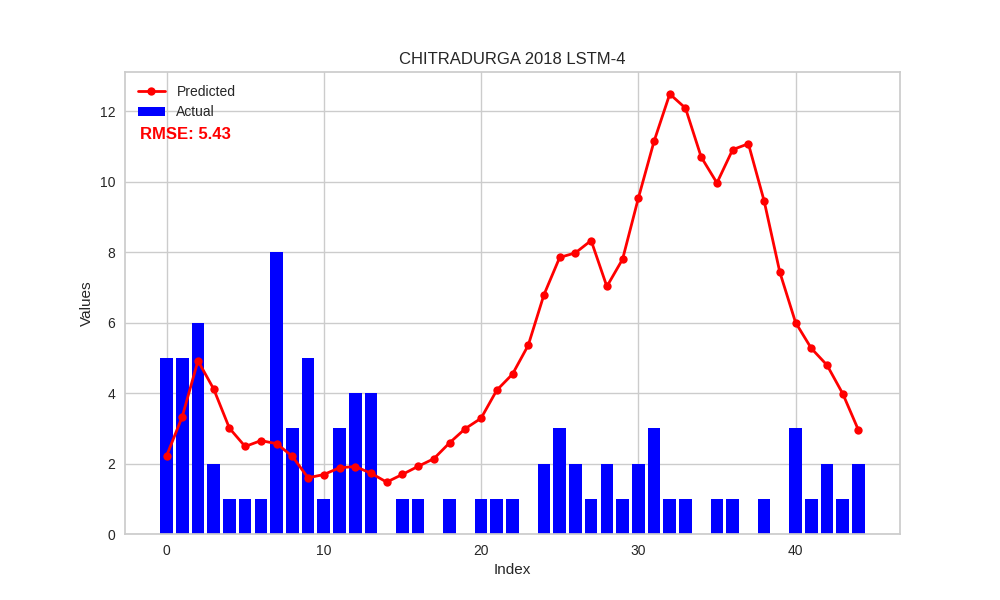 CHITRADURGA 2018 LSTM-4
Predicted
Actual
RMSE: 5.43
Values
12
10
8
6
4
2
0
0 10 20 30 40
Index